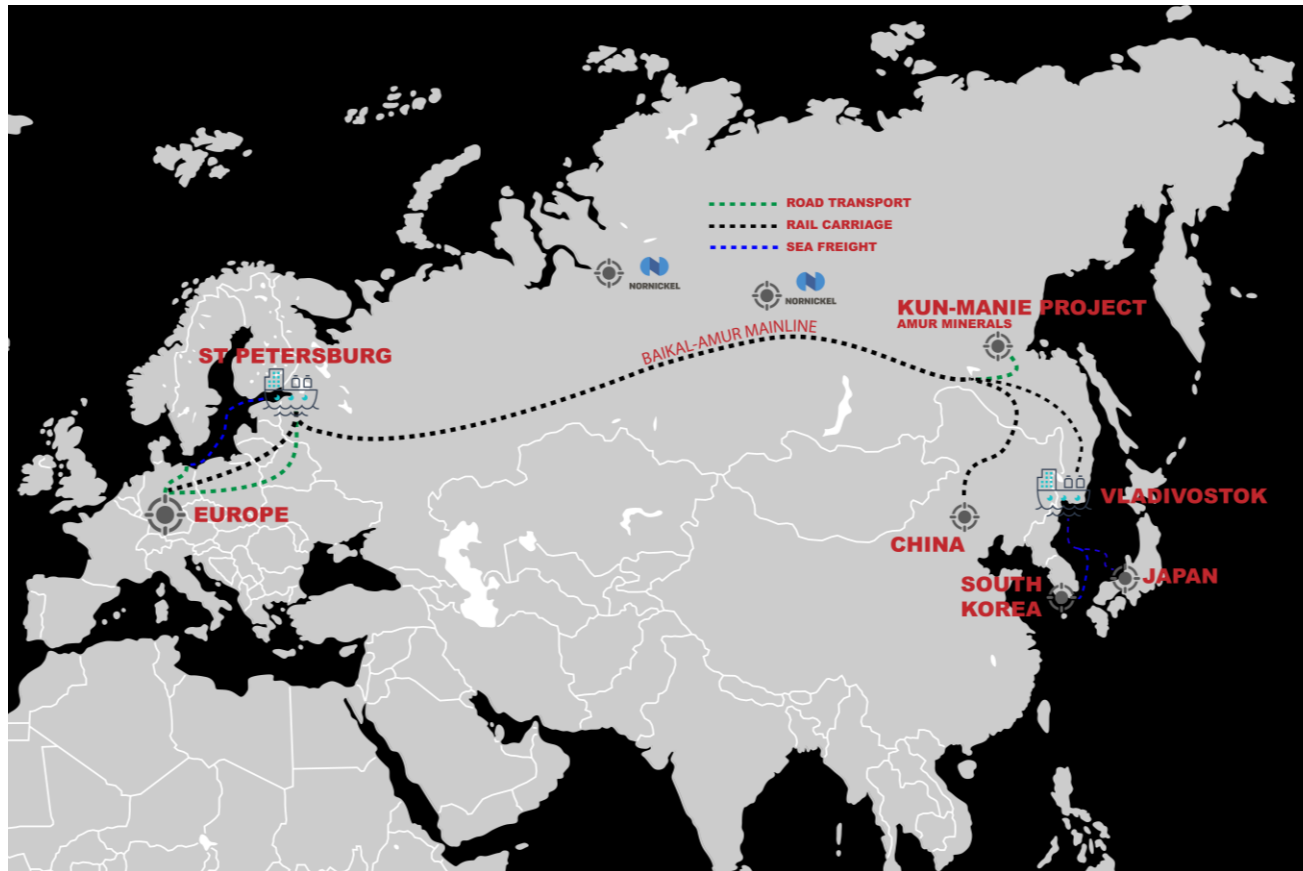 ROAD TRANSPORT
RAIL CARRIAGE
SEA FREIGHT
NORNICKEL
NORNICKEL
KUN-MANIE PROJECT
AMUR MINERALS
BAIKAL-AMUR MAINLINE
ST PETERSBURG
EUROPE
VLADIVOSTOK
CHINA
SOUTH
KOREA
JAPAN